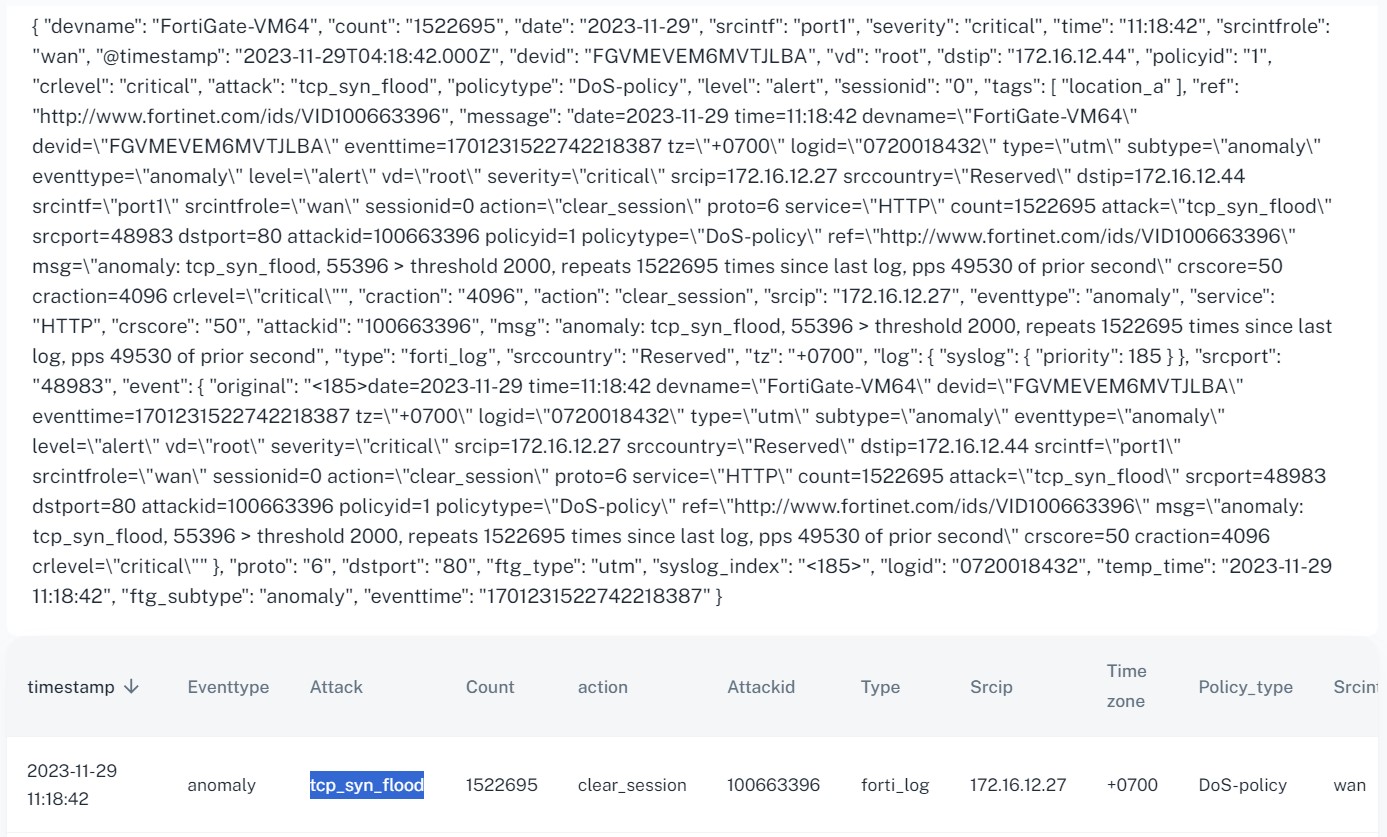 { "devname": "FortiGate-VM64", "count": "1522695", "date": "2023-11-29", "srcintf": "port1", "severity": "critical", "time": "11:18:42", "srcintfrole":
"wan", "@timestamp": "2023-11-29T04:18:42.000Z", "devid": "FGVMEVEM6MVTJLBA", "vd": "root", "dstip": "172.16.12.44", "policyid": "1",
"crlevel": "critical", "attack": "tcp_syn_flood", "policytype": "DoS-policy", "level": "alert", "sessionid": "0", "tags": [ "location_a" ], "ref":
"http://www.fortinet.com/ids/VID100663396", "message": "date=2023-11-29 time=11:18:42 devname=\"FortiGate-VM64\"
devid=\"FGVMEVEM6MVTJLBA\" eventtime=1701231522742218387 tz=\"+0700\" logid=\"0720018432\" type=\"utm\" subtype=\"anomaly\"
eventtype=\"anomaly\" level=\"alert\" vd=\"root\" severity=\"critical\" srcip=172.16.12.27 srccountry=\"Reserved\" dstip=172.16.12.44
srcintf=\"port1\" srcintfrole=\"wan\" sessionid=0 action=\"clear_session\" proto=6 service=\"HTTP\" count=1522695 attack=\"tcp_syn_flood\"
srcport=48983 dstport=80 attackid=100663396 policyid=1 policytype=\"DoS-policy\" ref=\"http://www.fortinet.com/ids/VID100663396\"
msg=\"anomaly: tcp_syn_flood, 55396 > threshold 2000, repeats 1522695 times since last log, pps 49530 of prior second\" crscore=50
craction=4096 crlevel=\"critical\"", "craction": "4096", "action": "clear_session", "srcip": "172.16.12.27", "eventtype": "anomaly", "service":
"HTTP", "crscore": "50", "attackid": "100663396", "msg": "anomaly: tcp_syn_flood, 55396 > threshold 2000, repeats 1522695 times since last
log, pps 49530 of prior second", "type": "forti_log", "srccountry": "Reserved", "tz": "+0700", "log": { "syslog": { "priority": 185 } }, "srcport":
"48983", "event": { "original": "<185>date=2023-11-29 time=11:18:42 devname=\"FortiGate-VM64\" devid=\"FGVMEVEM6MVTJLBA\"
eventtime=1701231522742218387 tz=\"+0700\" logid=\"0720018432\" type=\"utm\" subtype=\"anomaly\" eventtype=\"anomaly\"
level=\"alert\" vd=\"root\" severity=\"critical\" srcip=172.16.12.27 srccountry=\"Reserved\" dstip=172.16.12.44 srcintf=\"port1\"
srcintfrole=\"wan\" sessionid=0 action=\"clear_session\" proto=6 service=\"HTTP\" count=1522695 attack=\"tcp_syn_flood\" srcport=48983
dstport=80 attackid=100663396 policyid=1 policytype=\"DoS-policy\" ref=\"http://www.fortinet.com/ids/VID100663396\" msg=\"anomaly:
tcp_syn_flood, 55396 > threshold 2000, repeats 1522695 times since last log, pps 49530 of prior second\" crscore=50 craction=4096
crlevel=\"critical\"" }, "proto": "6", "dstport": "80", "ftg_type": "utm", "syslog_index": "<185>", "logid": "0720018432", "temp_time": "2023-11-29
11:18:42", "ftg_subtype": "anomaly", "eventtime": "1701231522742218387" }
timestamp ↓ Eventtype Attack Count action Attackid Type Srcip Time zone Policy_type Srcint
2023-11-29 11:18:42 anomaly tcp_syn_flood 1522695 clear_session 100663396 forti_log 172.16.12.27 +0700 DoS-policy wan